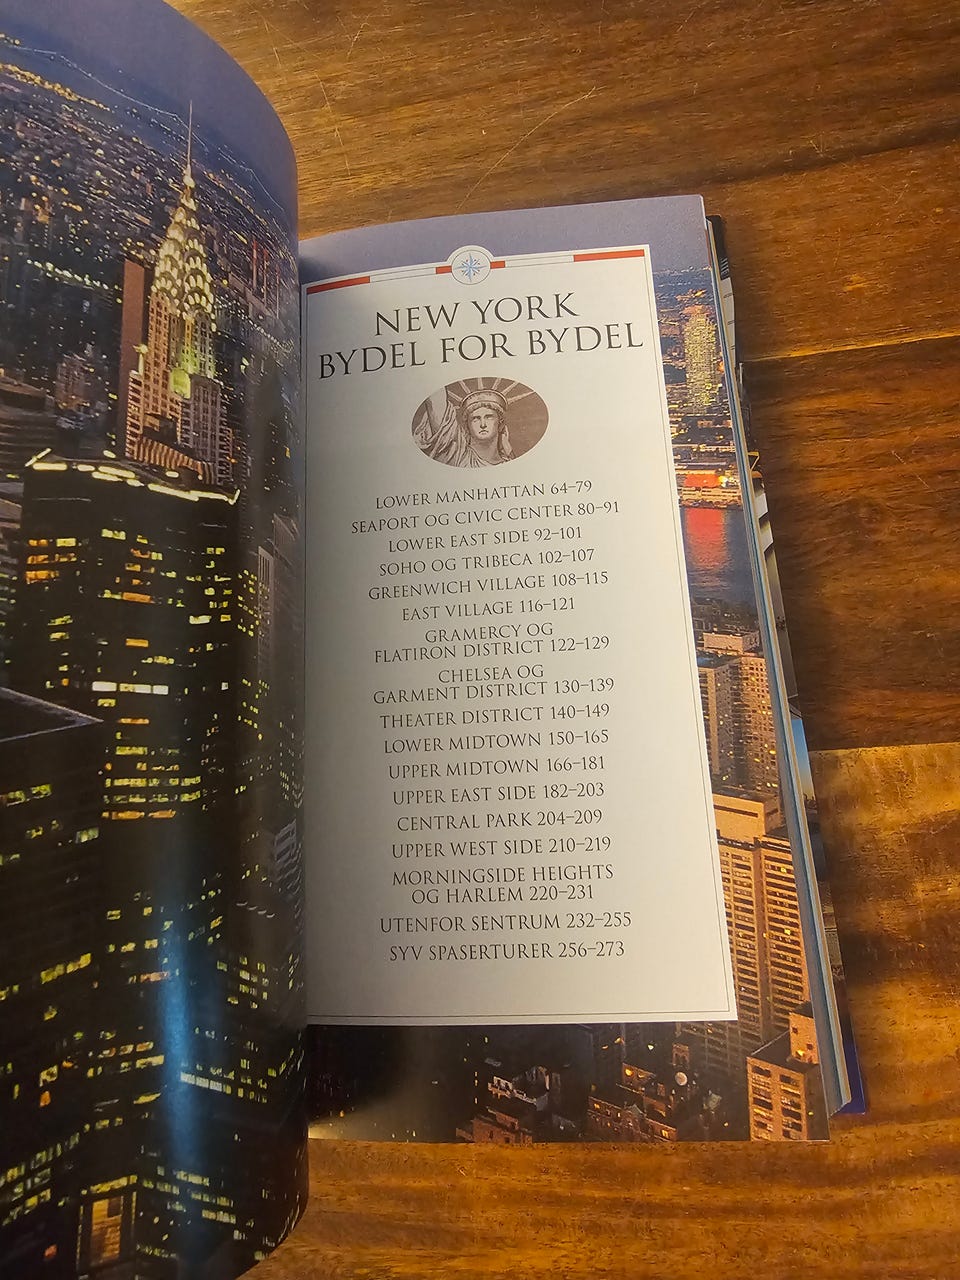 NEW YORK
BYDEL FOR BYDEL
LOWER MANHATTAN 64–79
SEAPORT OG CIVIC CENTER 80–91
LOWER EAST SIDE 92–101
SOHO OG TRIBECA 102–107
GREENWICH VILLAGE 108–115
EAST VILLAGE 116–121
GRAMERCY OG
FLATIRON DISTRICT 122–129
CHELSEA OG
GARMENT DISTRICT 130–139
THEATER DISTRICT 140–149
LOWER MIDTOWN 150–165
UPPER MIDTOWN 166–181
UPPER EAST SIDE 182–203
CENTRAL PARK 204–209
UPPER WEST SIDE 210–219
MORNINGSIDE HEIGHTS
OG HARLEM 220–231
UTENFOR SENTRUM 232–255
SYV SPASERTURER 256–273